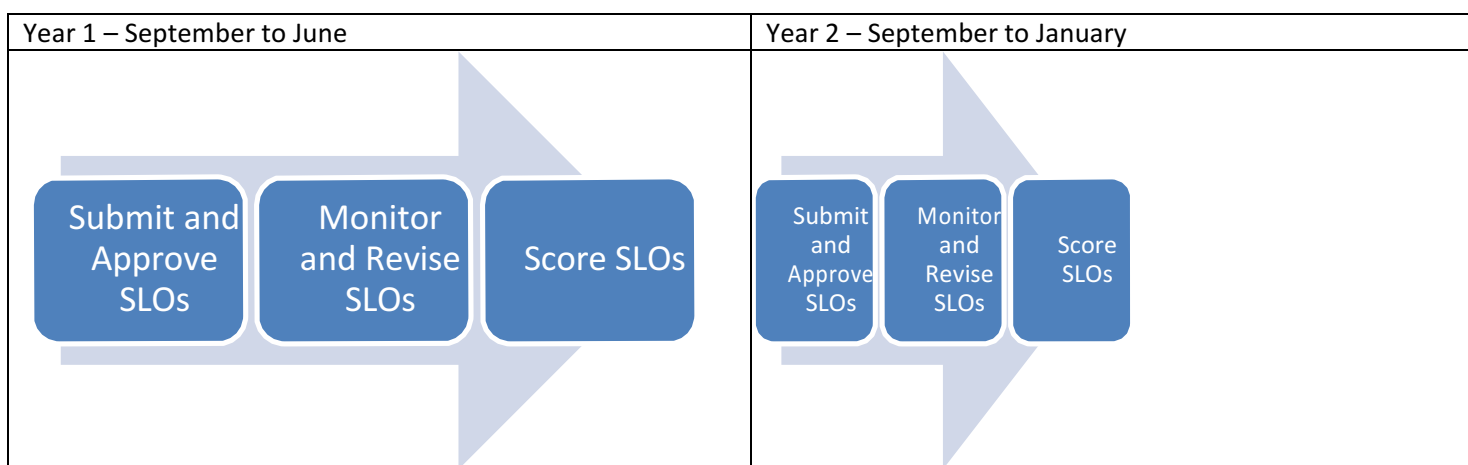 Year 1 – September to June
Year 2 – September to January
Submit and
Approve
SLOs
Monitor
and Revise
SLOs
Score SLOs
Submit
and
Approve
SLOs
Monitor
and
Revise
SLOs
Score
SLOs